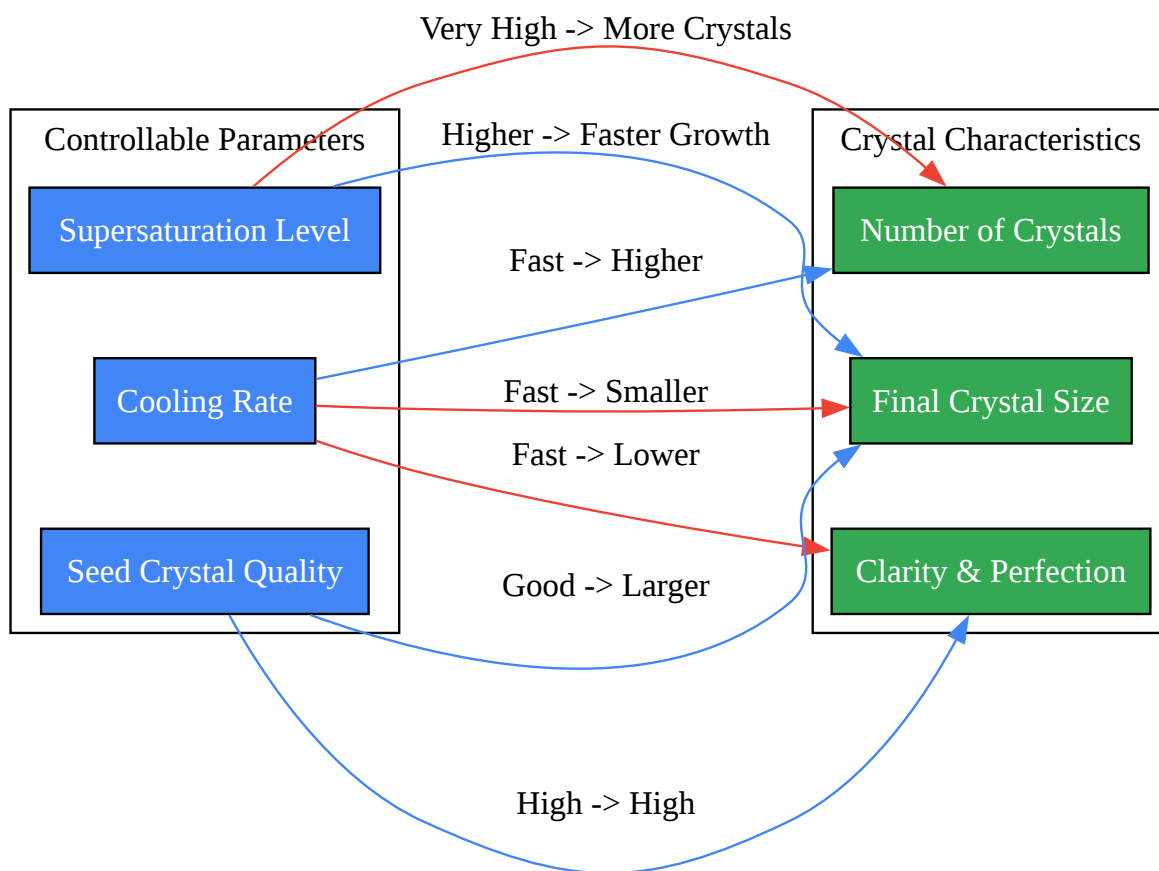 Very High -> More Crystals
Controllable Parameters
Higher -> Faster Growth
Crystal Characteristics
Supersaturation Level
Number of Crystals
Fast -> Higher
Cooling Rate
Fast -> Smaller
Final Crystal Size
Fast -> Lower
Seed Crystal Quality
Good -> Larger
Clarity & Perfection
High -> High